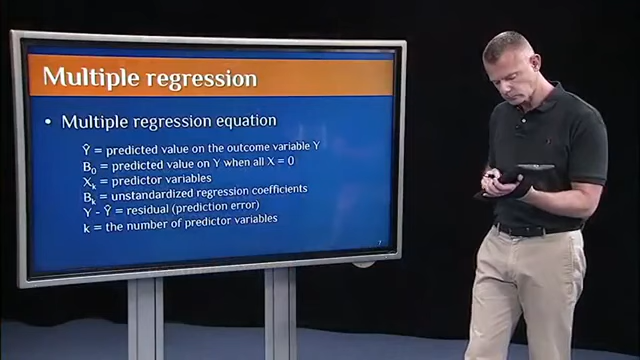 Multiple regression
• Multiple regression equation
Ŷ = predicted value on the outcome variable Y
B₀ = predicted value on Y when all X = 0
Xₖ = predictor variables
Bₖ = unstandardized regression coefficients
Y - Ŷ = residual (prediction error)
k = the number of predictor variables
7